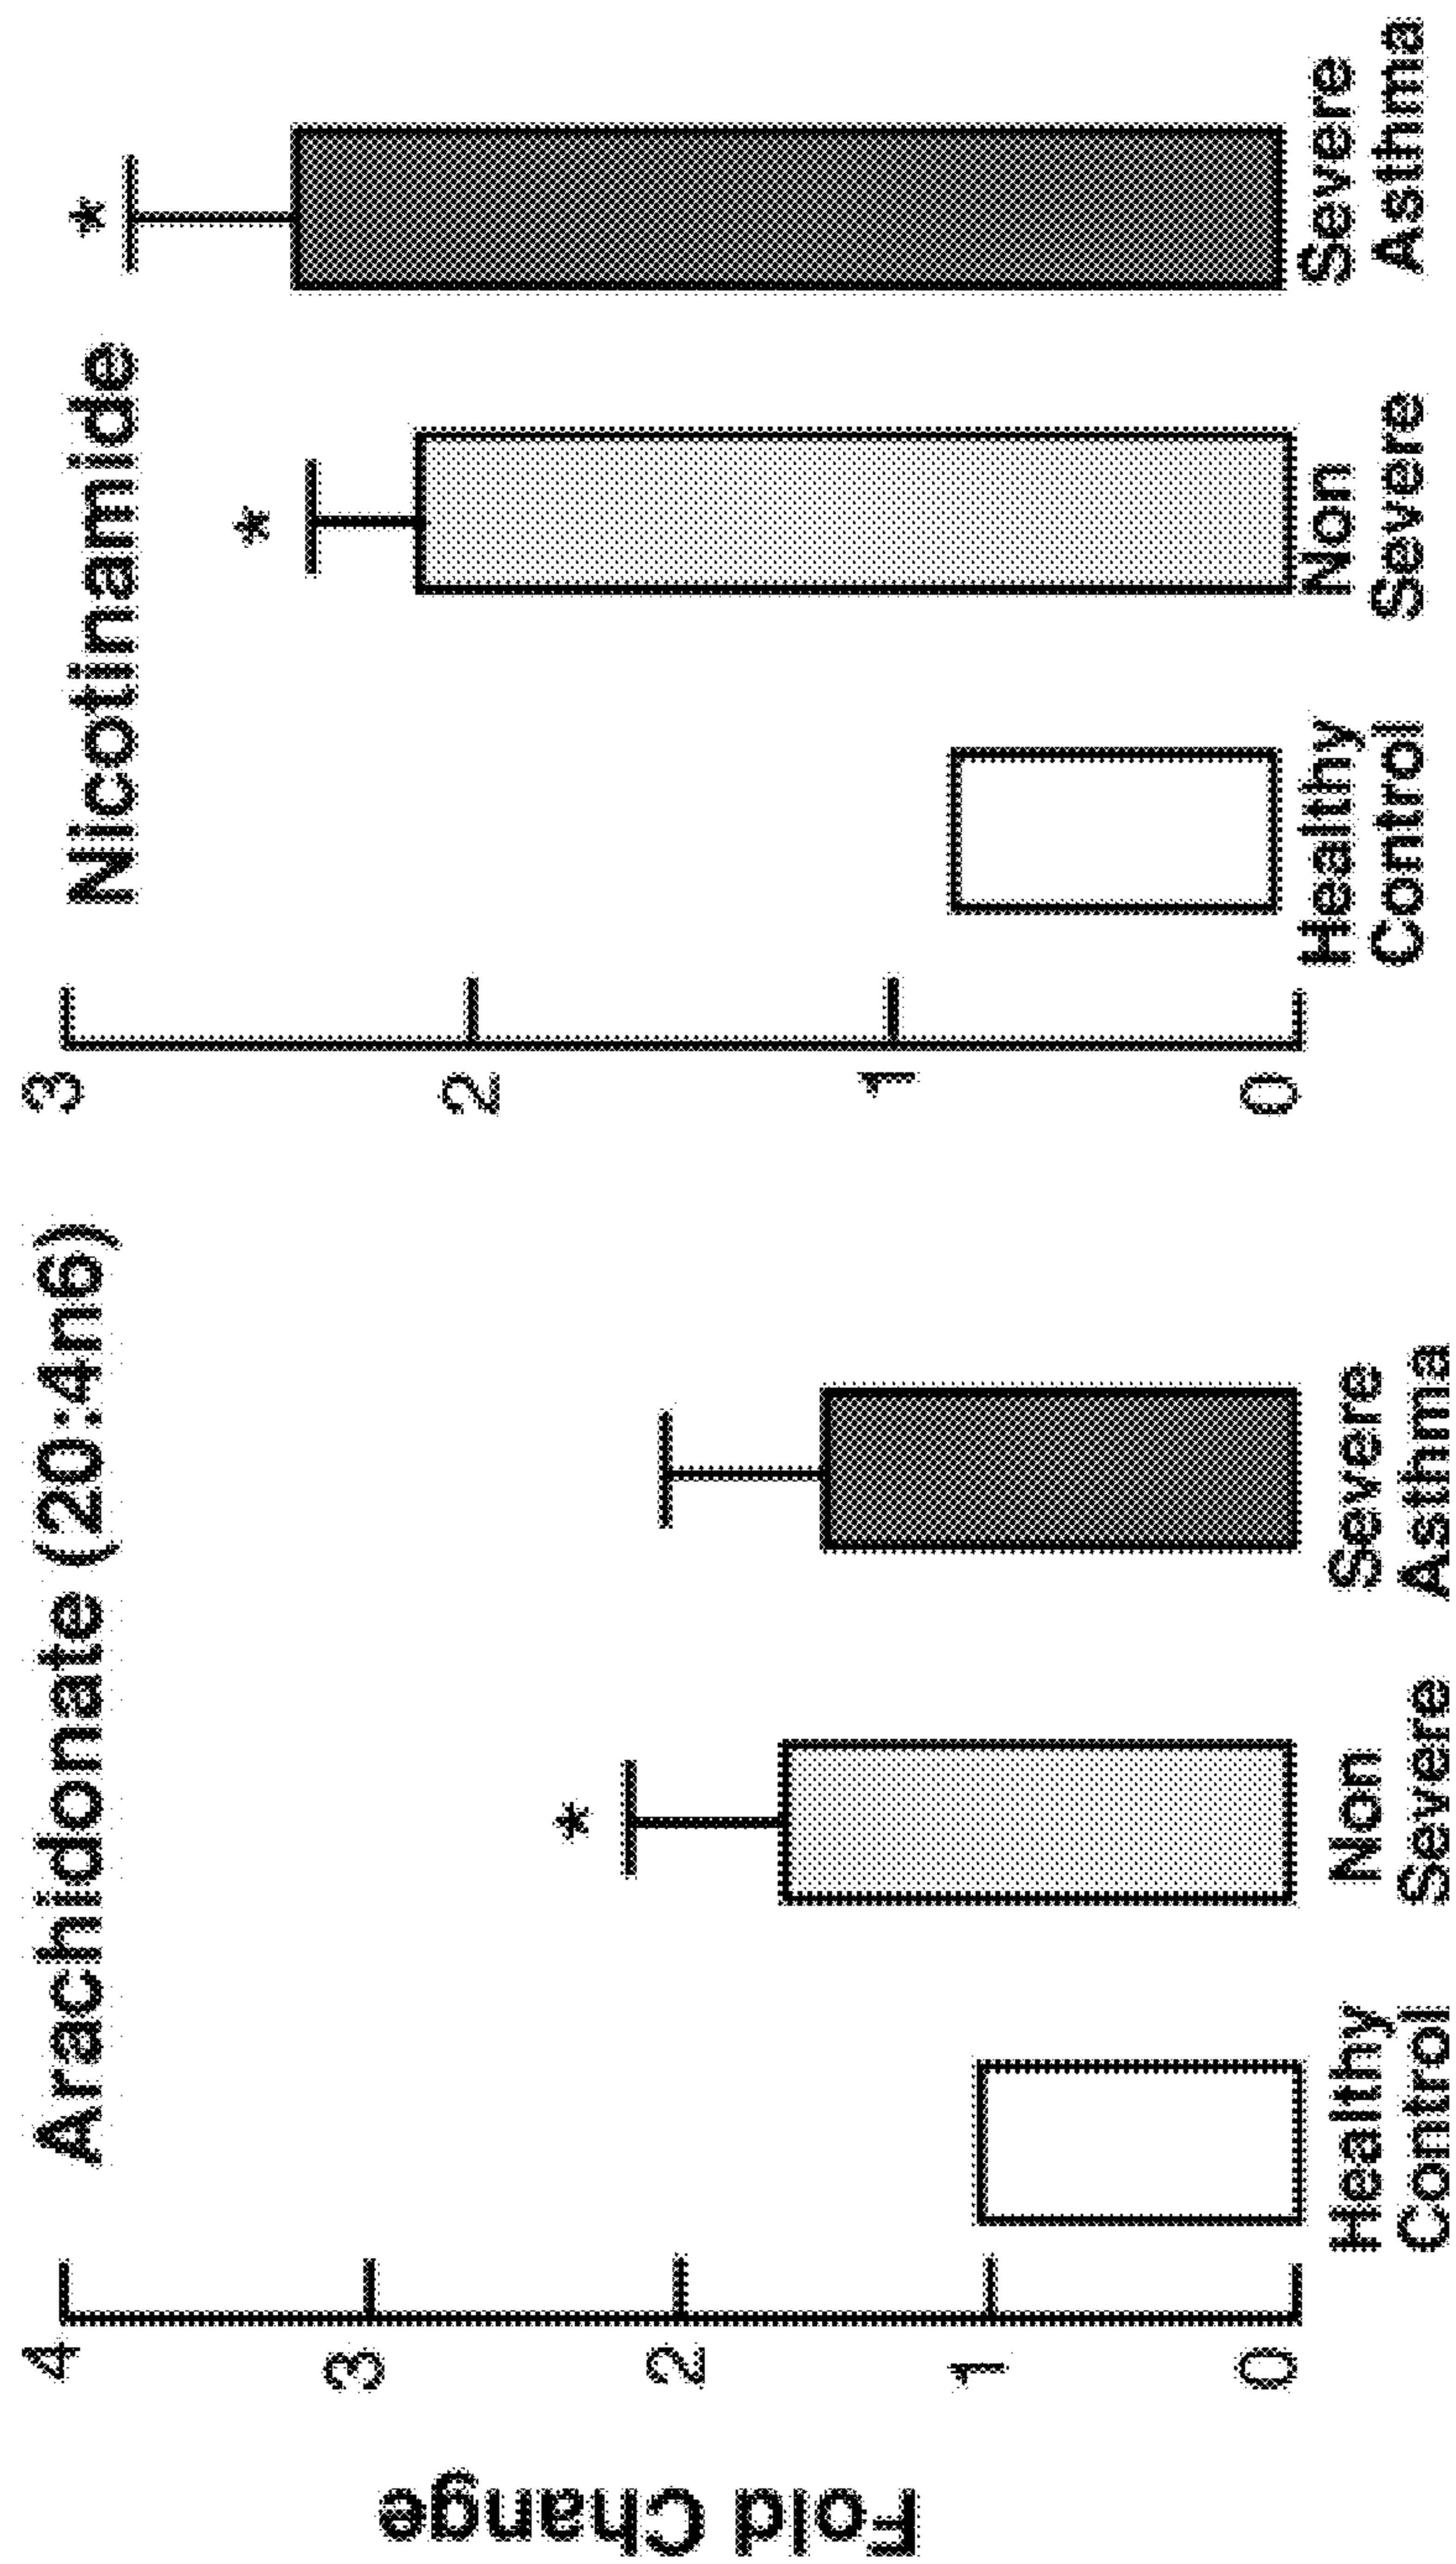 Arachidonate (20:4n6)
Fold Change
4
3
2
1
0
Healthy
Control
Non
Severe
*
Severe
Asthma
Nicotinamide
3
2
1
0
Healthy
Control
Non
Severe
*
Severe
Asthma
*